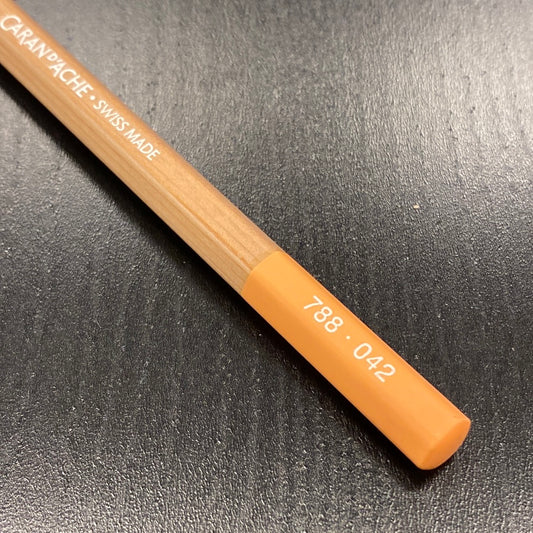 CARAN D'ACHE • SWISS MADE
788 · 042